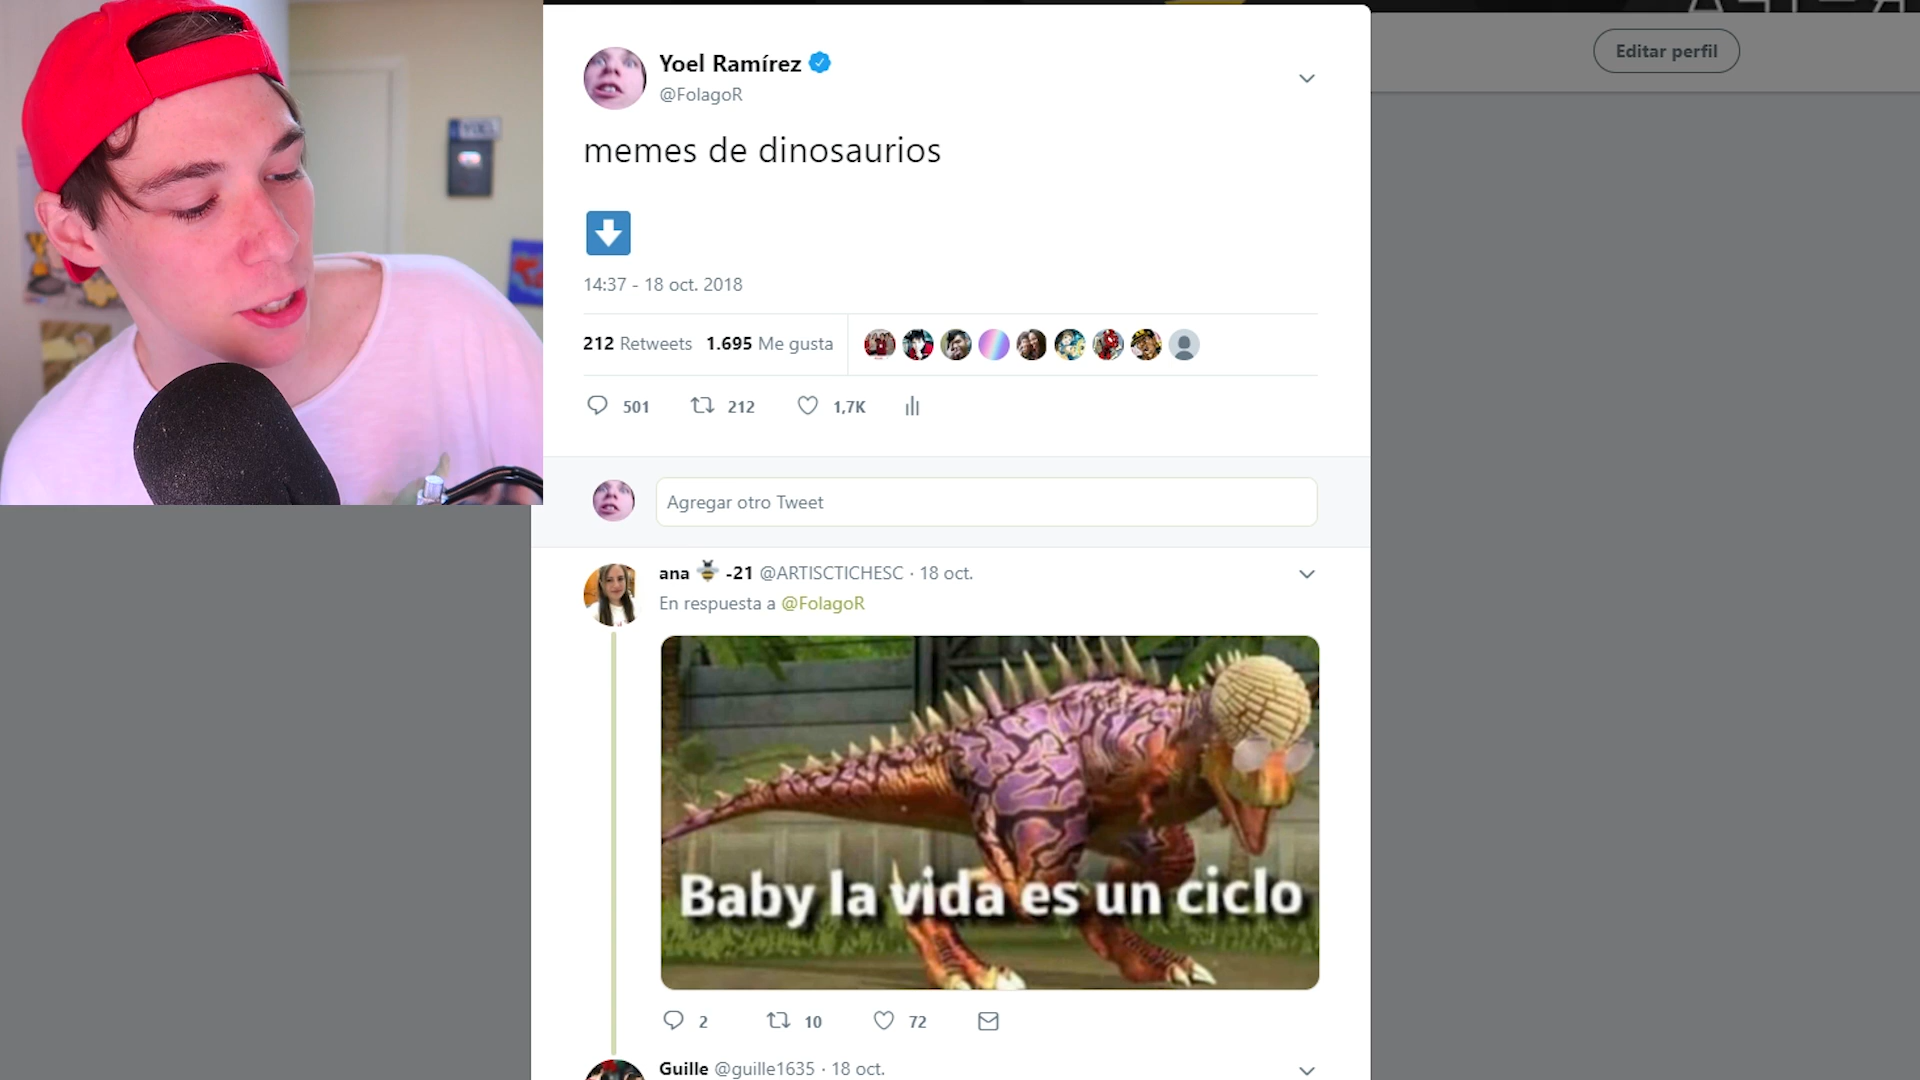 Editar perfil
Yoel Ramírez
@FolagoR
memes de dinosaurios
14:37 - 18 oct. 2018
212 Retweets 1.695 Me gusta
501 212 1,7K
Agregar otro Tweet
ana -21 @ARTISCTICHESC · 18 oct.
En respuesta a @FolagoR
Baby la vida es un ciclo
2 10 72
Guille @guille1635 · 18 oct.